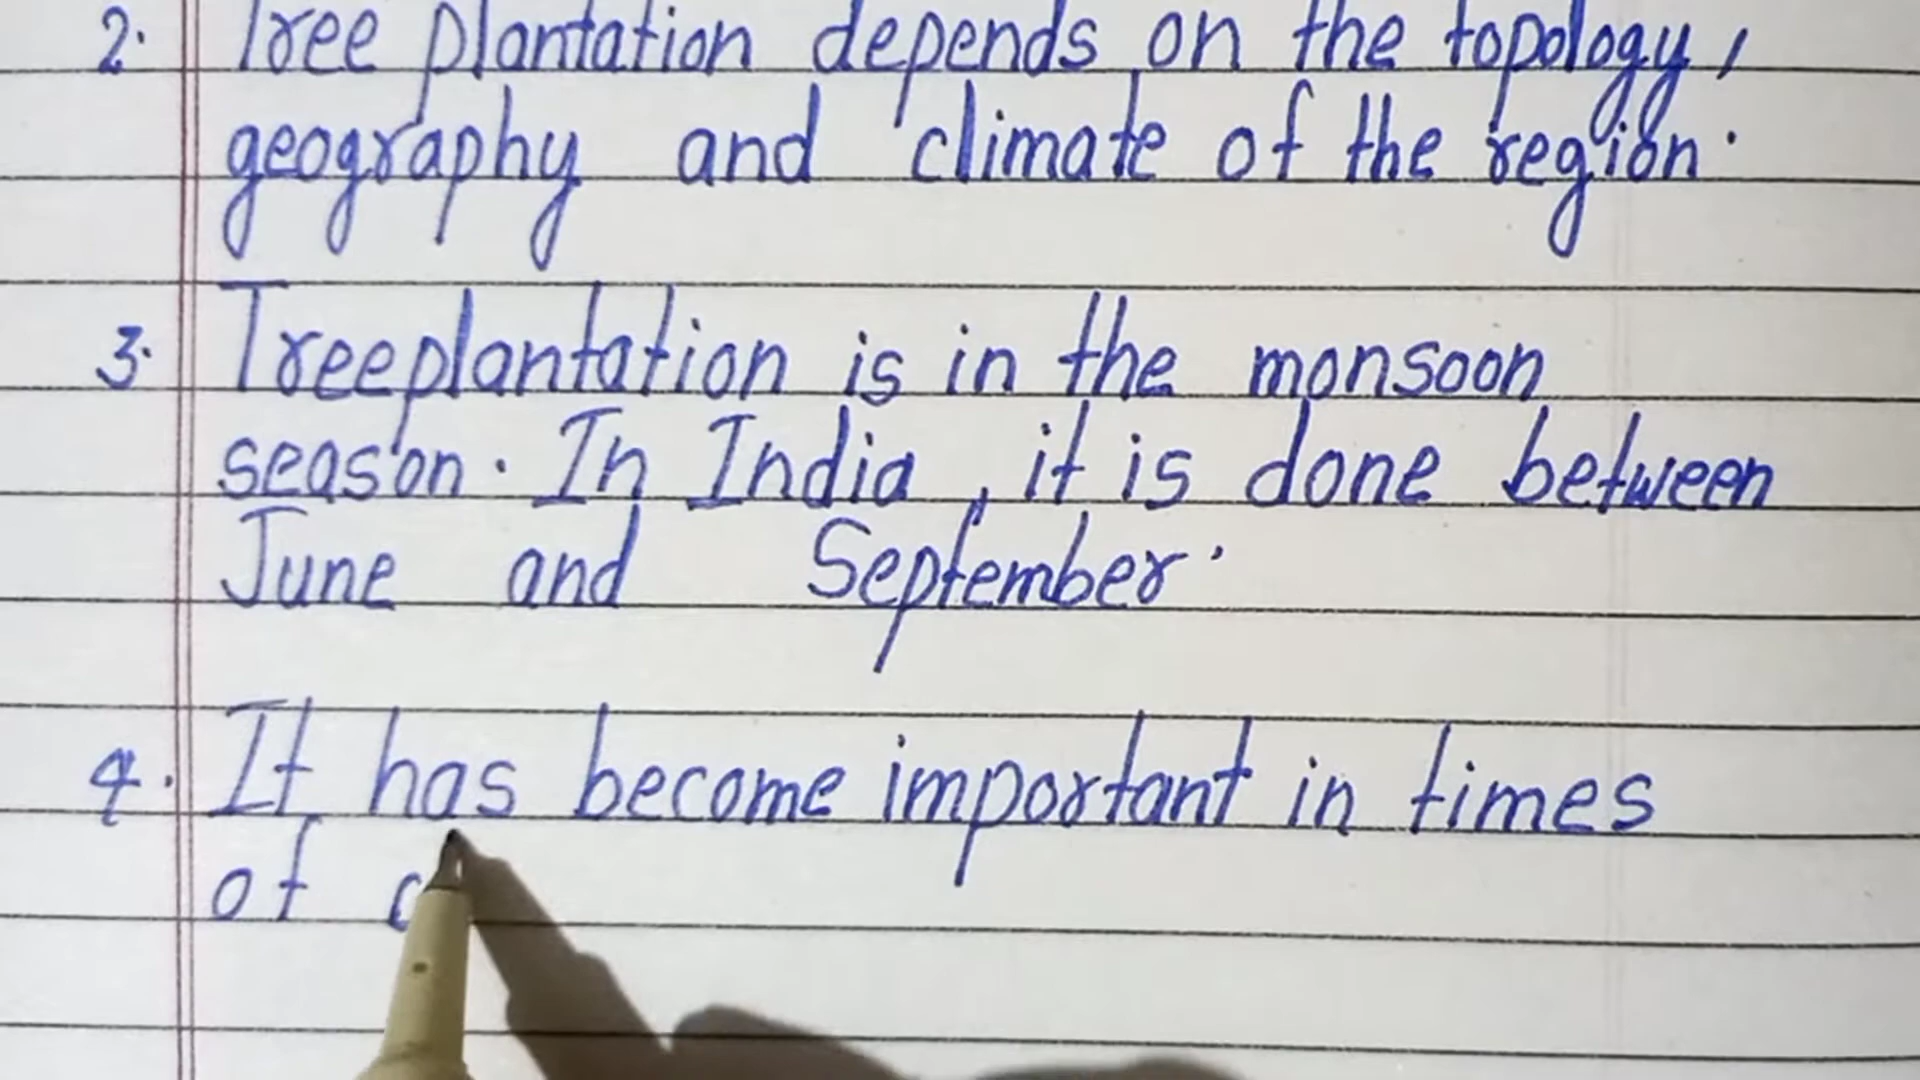 2. Tree plantation depends on the topology,
geography and climate of the region.
3. Treeplantation is in the monsoon
season. In India, it is done between
June and September.
4. It has become important in times
of